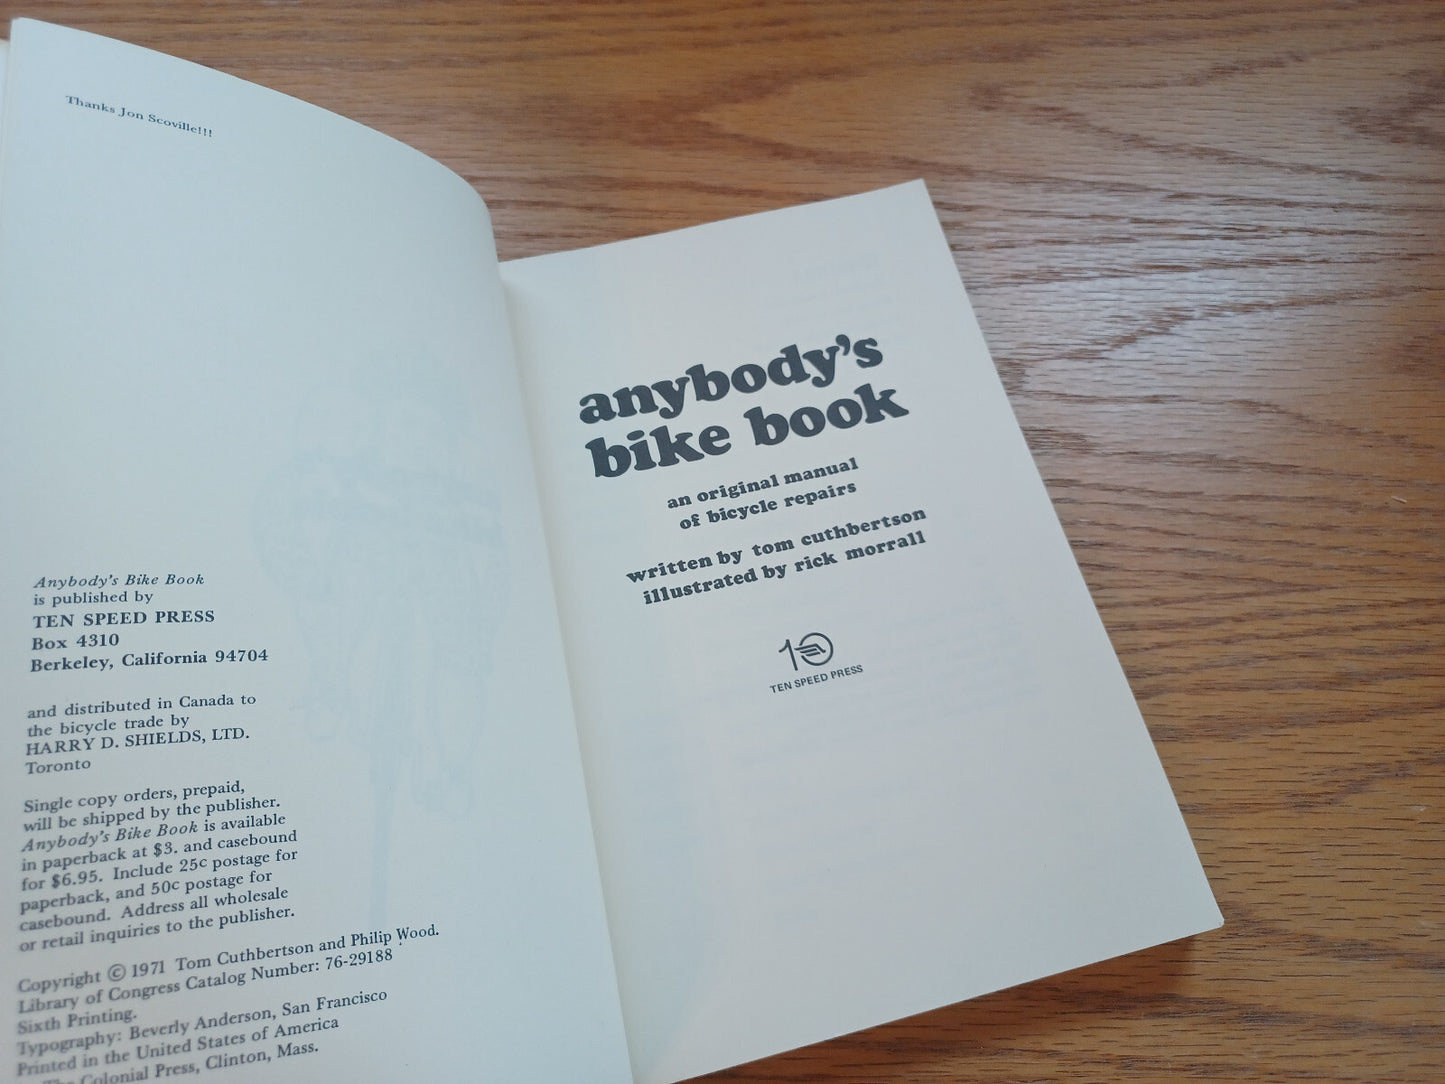 Thanks Jon Scoville!!!
Anybody's Bike Book
is published by
TEN SPEED PRESS
Box 4310
Berkeley, California 94704
and distributed in Canada to
the bicycle trade by
HARRY D. SHIELDS, LTD.
Toronto
Single copy orders, prepaid,
will be shipped by the publisher.
Anybody's Bike Book is available
in paperback at $3. and casebound
for $6.95. Include 25c postage for
paperback, and 50c postage for
casebound. Address all wholesale
or retail inquiries to the publisher.
Copyright © 1971 Tom Cuthbertson and Philip Wood.
Library of Congress Catalog Number: 76-29188
Sixth Printing.
Typography: Beverly Anderson, San Francisco
Printed in the United States of America
The Colonial Press, Clinton, Mass.
anybody's
bike book
an original manual
of bicycle repairs
written by tom cuthbertson
illustrated by rick morrall
10
TEN SPEED PRESS